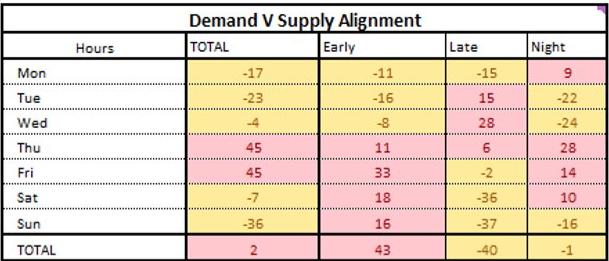 Demand V Supply Alignment
Hours TOTAL Early Late Night
Mon -17 -11 -15 9
Tue -23 -16 15 -22
Wed -4 -8 28 -24
Thu 45 11 6 28
Fri 45 33 -2 14
Sat -7 18 -36 10
Sun -36 16 -37 -16
TOTAL 2 43 -40 -1